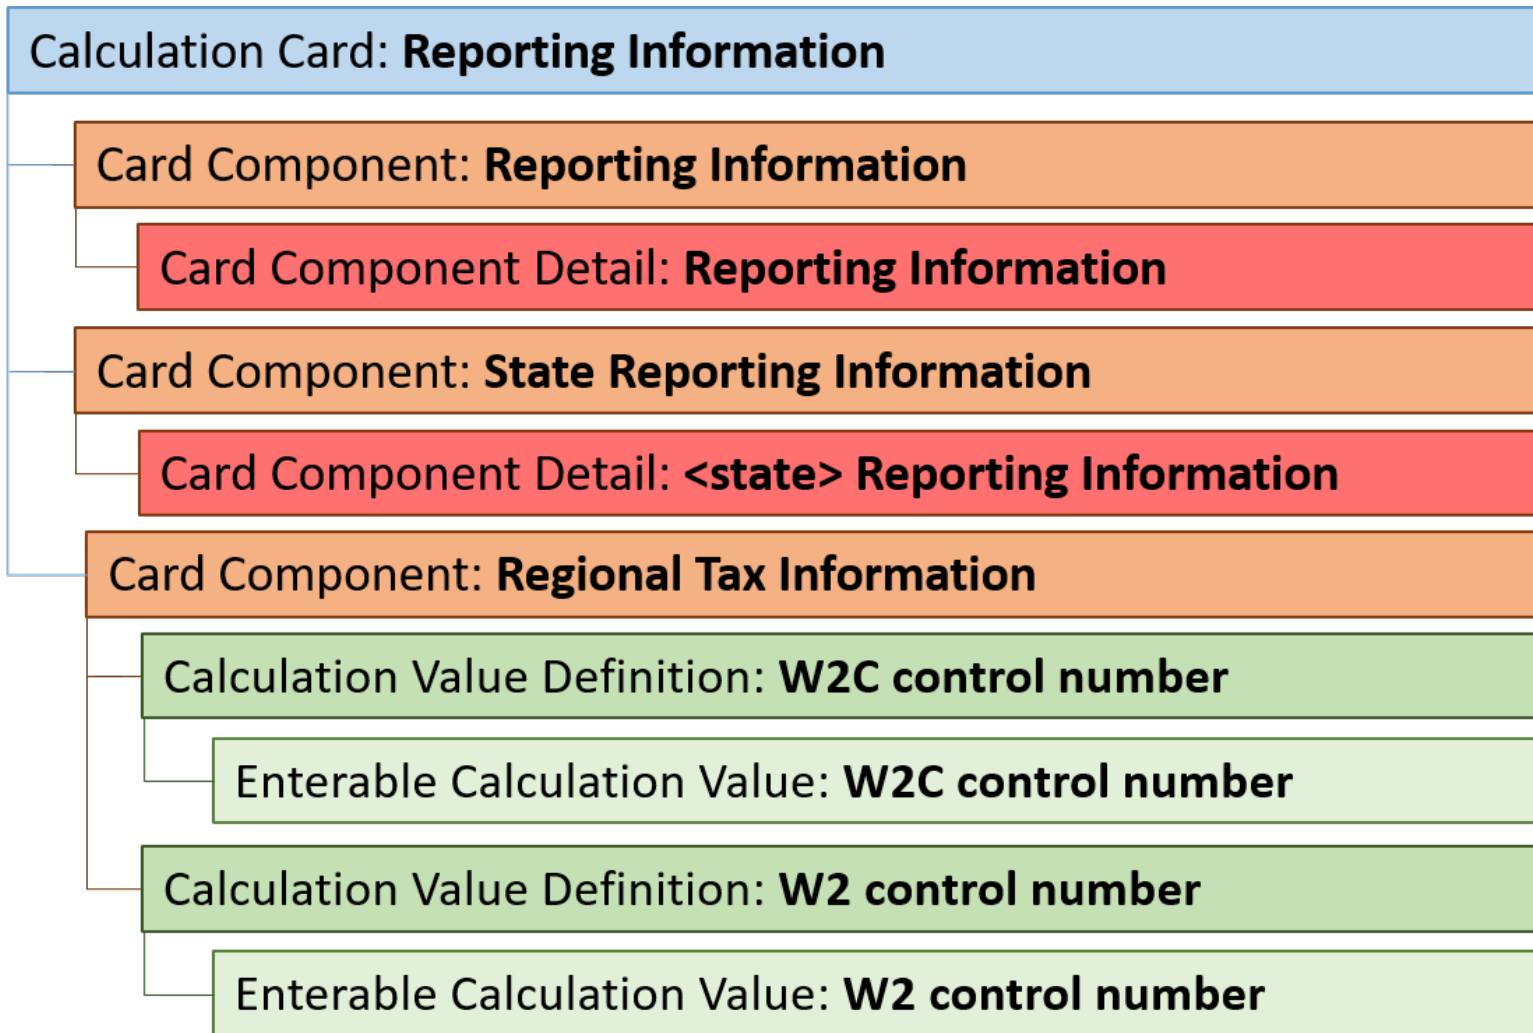 Calculation Card: Reporting Information
Card Component: Reporting Information
Card Component Detail: Reporting Information
Card Component: State Reporting Information
Card Component Detail: <state> Reporting Information
Card Component: Regional Tax Information
Calculation Value Definition: W2C control number
Enterable Calculation Value: W2C control number
Calculation Value Definition: W2 control number
Enterable Calculation Value: W2 control number